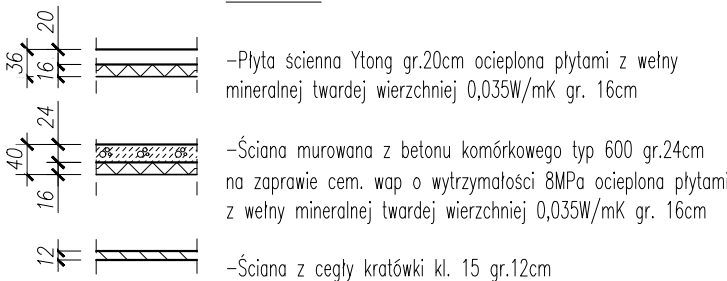 20
36
16
-Płyta ścienna Ytong gr.20cm ocieplona płytami z wełny
mineralnej twardej wierzchniej 0,035W/mK gr. 16cm
24
40
16
-Ściana murowana z betonu komórkowego typ 600 gr.24cm
na zaprawie cem. wap o wytrzymałości 8MPa ocieplona płytami
z wełny mineralnej twardej wierzchniej 0,035W/mK gr. 16cm
12
-Ściana z cegły kratówki kl. 15 gr.12cm